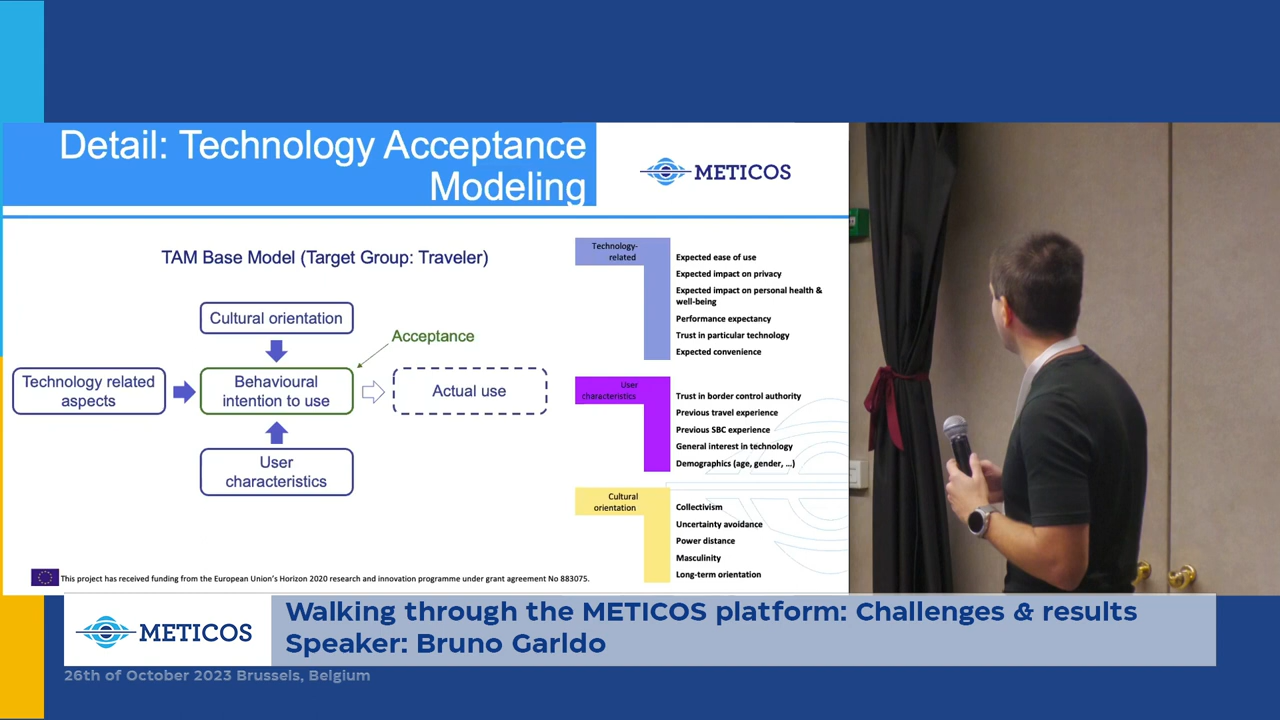 Detail: Technology Acceptance
Modeling
METICOS
TAM Base Model (Target Group: Traveler)
Cultural orientation
Acceptance
Technology related
aspects
Behavioural
intention to use
Actual use
User
characteristics
Technology-
related
Expected ease of use
Expected impact on privacy
Expected impact on personal health &
well-being
Performance expectancy
Trust in particular technology
Expected convenience
User
characteristics
Trust in border control authority
Previous travel experience
Previous SBC experience
General interest in technology
Demographics (age, gender, ...)
Cultural
orientation
Collectivism
Uncertainty avoidance
Power distance
Masculinity
Long-term orientation
This project has received funding from the European Union's Horizon 2020 research and innovation programme under grant agreement No 883075.
METICOS
Walking through the METICOS platform: Challenges & results
Speaker: Bruno Garldo
26th of October 2023 Brussels, Belgium